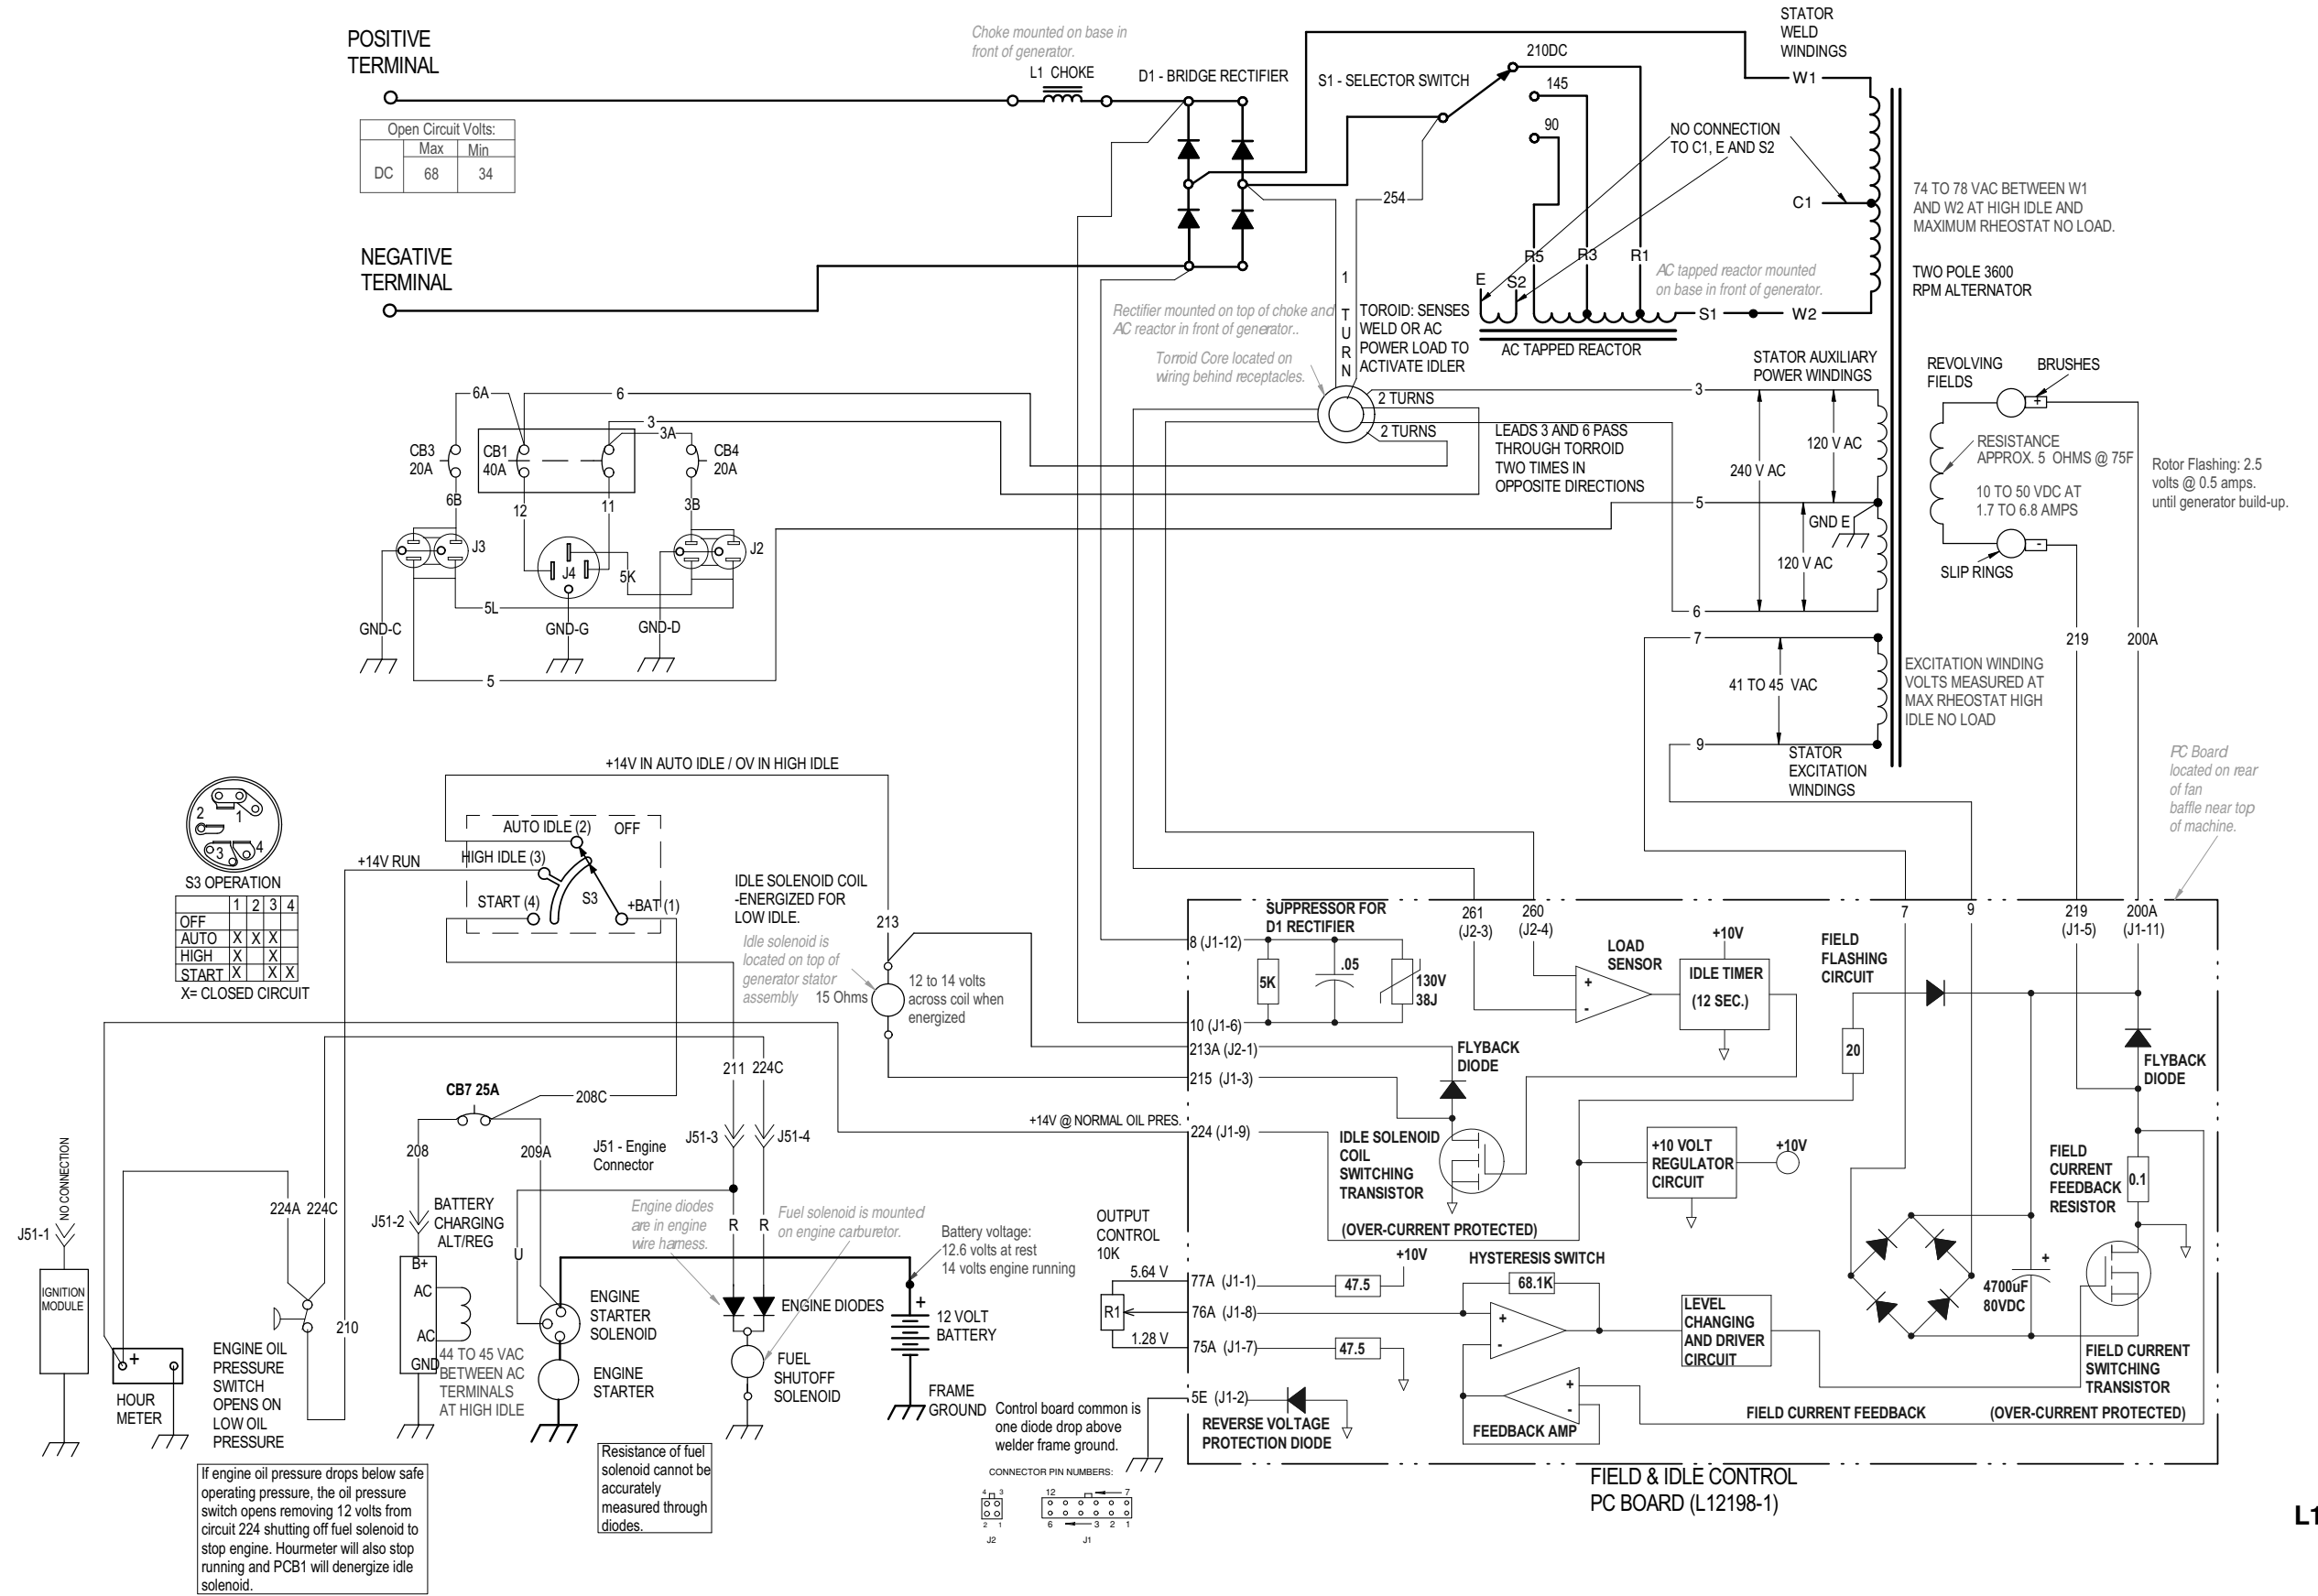 POSITIVE
TERMINAL
Open Circuit Volts:
Max Min
DC 68 34
NEGATIVE
TERMINAL
Choke mounted on base in
front of generator.
L1 CHOKE
D1 - BRIDGE RECTIFIER
S1 - SELECTOR SWITCH
210DC
145
90
STATOR
WELD
WINDINGS
W1
NO CONNECTION
TO C1, E AND S2
C1
74 TO 78 VAC BETWEEN W1
AND W2 AT HIGH IDLE AND
MAXIMUM RHEOSTAT NO LOAD.
TWO POLE 3600
RPM ALTERNATOR
254
R5 R3 R1
E S2
AC tapped reactor mounted
on base in front of generator.
S1 W2
AC TAPPED REACTOR
Rectifier mounted on top of choke and
AC reactor in front of generator..
Torroid Core located on
wiring behind receptacles.
1
T
U
R
N
TOROID: SENSES
WELD OR AC
POWER LOAD TO
ACTIVATE IDLER
2 TURNS
2 TURNS
LEADS 3 AND 6 PASS
THROUGH TORROID
TWO TIMES IN
OPPOSITE DIRECTIONS
STATOR AUXILIARY
POWER WINDINGS
3
120 V AC
240 V AC
5
GND E
120 V AC
6
7
41 TO 45 VAC
9
STATOR
EXCITATION
WINDINGS
EXCITATION WINDING
VOLTS MEASURED AT
MAX RHEOSTAT HIGH
IDLE NO LOAD
REVOLVING
FIELDS
BRUSHES
+
RESISTANCE
APPROX. 5 OHMS @ 75F
10 TO 50 VDC AT
1.7 TO 6.8 AMPS
-
SLIP RINGS
Rotor Flashing: 2.5
volts @ 0.5 amps.
until generator build-up.
219
200A
PC Board
located on rear
of fan
baffle near top
of machine.
6A
6
3
3A
CB3
20A
CB1
40A
CB4
20A
6B
12
11
3B
J3
J4
J2
5K
5L
GND-C
GND-G
GND-D
5
+14V IN AUTO IDLE / OV IN HIGH IDLE
2
1
3
4
S3 OPERATION
1 2 3 4
OFF
AUTO X X X
HIGH X X
START X X X
X= CLOSED CIRCUIT
+14V RUN
AUTO IDLE (2)
OFF
HIGH IDLE (3)
START (4)
S3
+BAT (1)
IDLE SOLENOID COIL
-ENERGIZED FOR
LOW IDLE.
213
Idle solenoid is
located on top of
generator stator
assembly
15 Ohms
12 to 14 volts
across coil when
energized
211 224C
CB7 25A
208C
208
209A
J51 - Engine
Connector
J51-3
J51-4
J51-1
NO CONNECTION
IGNITION
MODULE
224A 224C
210
J51-2
BATTERY
CHARGING
ALT/REG
B+
AC
AC
GND
44 TO 45 VAC
BETWEEN AC
TERMINALS
AT HIGH IDLE
U
R R
Engine diodes
are in engine
wire harness.
Fuel solenoid is mounted
on engine carburetor.
Battery voltage:
12.6 volts at rest
14 volts engine running
ENGINE
STARTER
SOLENOID
ENGINE
STARTER
ENGINE DIODES
FUEL
SHUTOFF
SOLENOID
+
12 VOLT
BATTERY
FRAME
GROUND
+
HOUR
METER
ENGINE OIL
PRESSURE
SWITCH
OPENS ON
LOW OIL
PRESSURE
If engine oil pressure drops below safe
operating pressure, the oil pressure
switch opens removing 12 volts from
circuit 224 shutting off fuel solenoid to
stop engine. Hourmeter will also stop
running and PCB1 will denergize idle
solenoid.
Resistance of fuel
solenoid cannot be
accurately
measured through
diodes.
Control board common is
one diode drop above
welder frame ground.
CONNECTOR PIN NUMBERS:
4 3
2 1
J2
12 7
6 3 2 1
J1
+14V @ NORMAL OIL PRES.
OUTPUT
CONTROL
10K
5.64 V
R1
1.28 V
SUPPRESSOR FOR
D1 RECTIFIER
8 (J1-12)
5K
.05
130V
38J
10 (J1-6)
213A (J2-1)
215 (J1-3)
224 (J1-9)
261
(J2-3)
260
(J2-4)
LOAD
SENSOR
+
-
+10V
IDLE TIMER
(12 SEC.)
FLYBACK
DIODE
IDLE SOLENOID
COIL
SWITCHING
TRANSISTOR
(OVER-CURRENT PROTECTED)
7
9
219
(J1-5)
200A
(J1-11)
FIELD
FLASHING
CIRCUIT
20
FLYBACK
DIODE
+10 VOLT
REGULATOR
CIRCUIT
+10V
FIELD
CURRENT
FEEDBACK
RESISTOR
0.1
+
4700uF
80VDC
FIELD CURRENT
SWITCHING
TRANSISTOR
(OVER-CURRENT PROTECTED)
77A (J1-1)
47.5
+10V
76A (J1-8)
75A (J1-7)
47.5
5E (J1-2)
REVERSE VOLTAGE
PROTECTION DIODE
HYSTERESIS SWITCH
68.1K
+
-
LEVEL
CHANGING
AND DRIVER
CIRCUIT
+
-
FEEDBACK AMP
FIELD CURRENT FEEDBACK
FIELD & IDLE CONTROL
PC BOARD (L12198-1)
L1